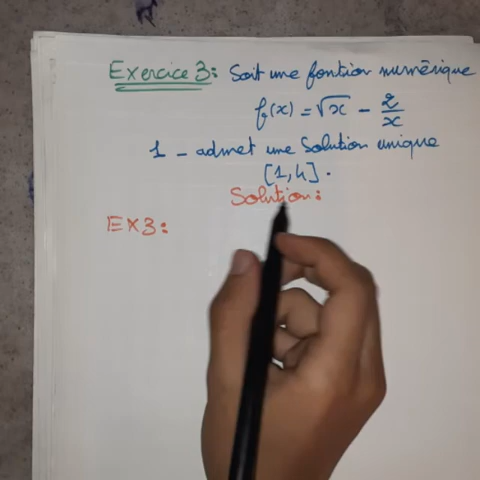 Exercice 3: Soit une fontion numérique
f(x) = √x - 2/x
1 - admet une solution unique
[1,4].
Solution:
EX3: